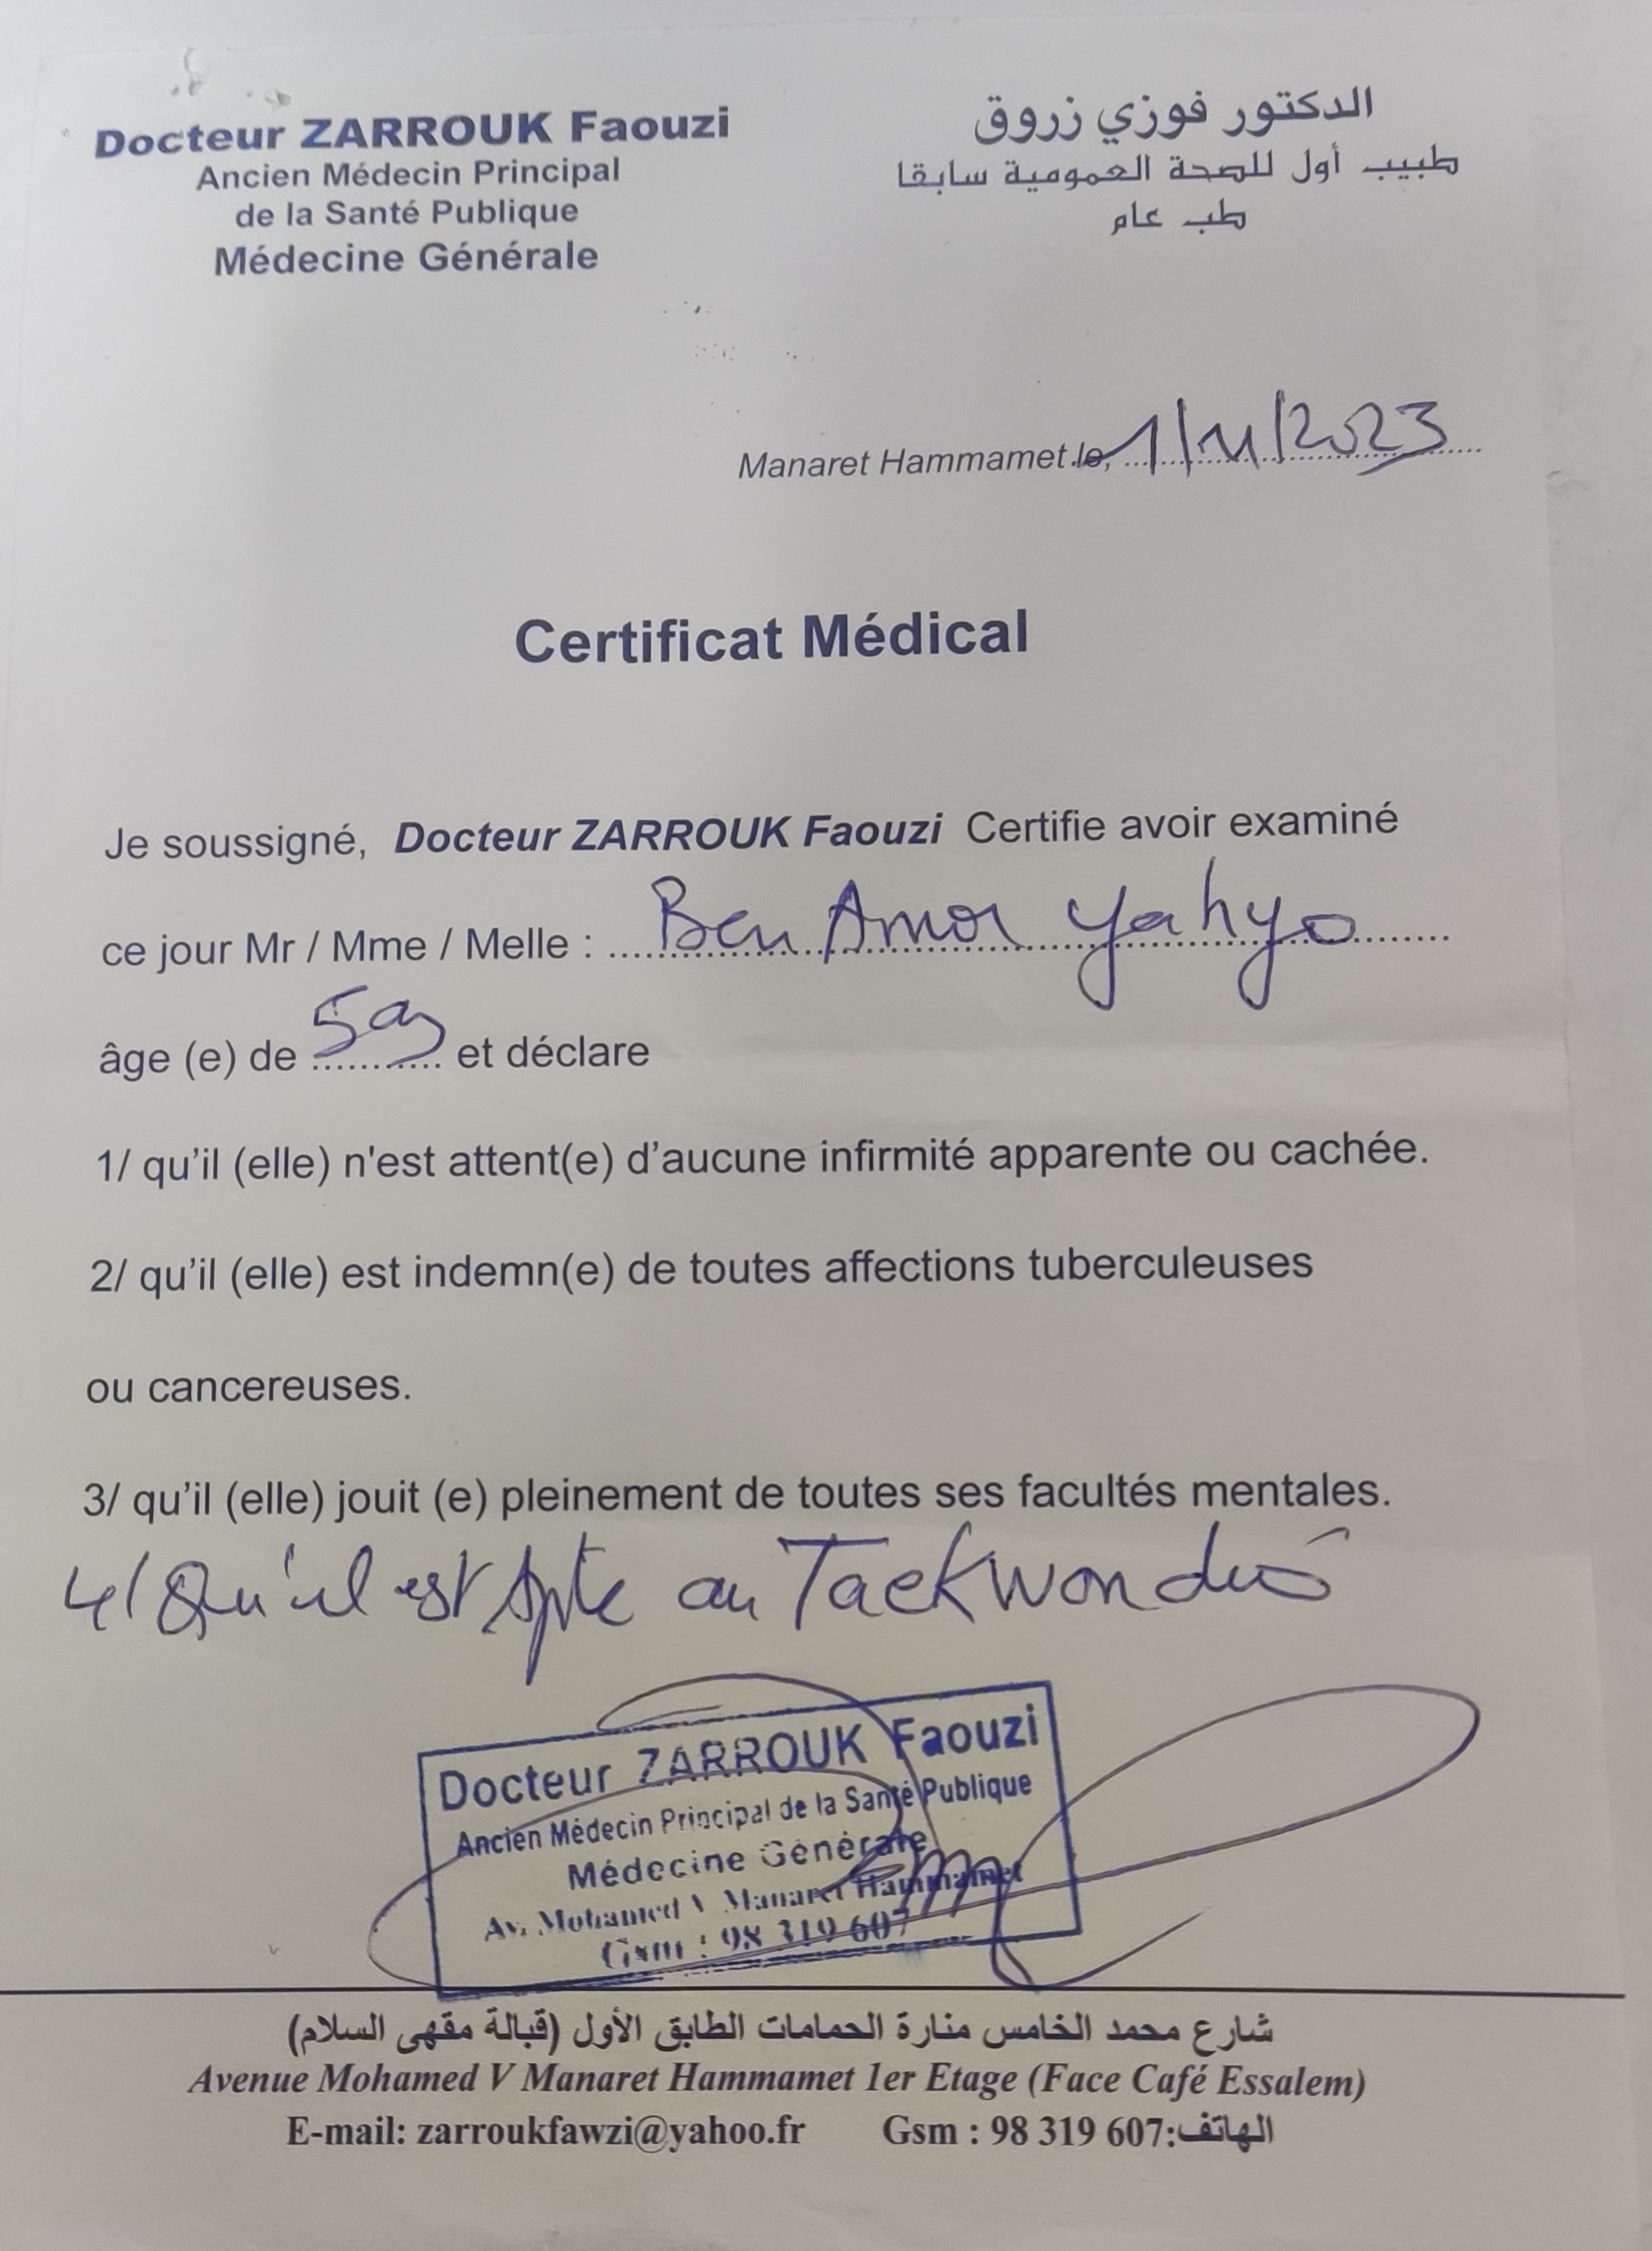 Docteur ZARROUK Faouzi
Ancien Médecin Principal
de la Santé Publique
Médecine Générale
الدكتور فوزي زروق
طبيب أول للصحة العمومية سابقا
طب عام
Manaret Hammamet le, 1/11/2023
Certificat Médical
Je soussigné, Docteur ZARROUK Faouzi Certifie avoir examiné
ce jour Mr / Mme / Melle : Ben Amor Yahya
âge (e) de 5 ans et déclare
1/ qu'il (elle) n'est attent(e) d'aucune infirmité apparente ou cachée.
2/ qu'il (elle) est indemn(e) de toutes affections tuberculeuses
ou cancereuses.
3/ qu'il (elle) jouit (e) pleinement de toutes ses facultés mentales.
4/ Qu'il est Apte au Taekwondo
Docteur ZARROUK Faouzi
Ancien Médecin Principal de la Santé Publique
Médecine Générale
Av. Mohamed V Manaret Hammamet
Gsm : 98 319 607
شارع محمد الخامس منارة الحمامات الطابق الأول (قبالة مقهى السلام)
Avenue Mohamed V Manaret Hammamet 1er Etage (Face Café Essalem)
E-mail: zarroukfawzi@yahoo.fr Gsm : 98 319 607:الهاتف